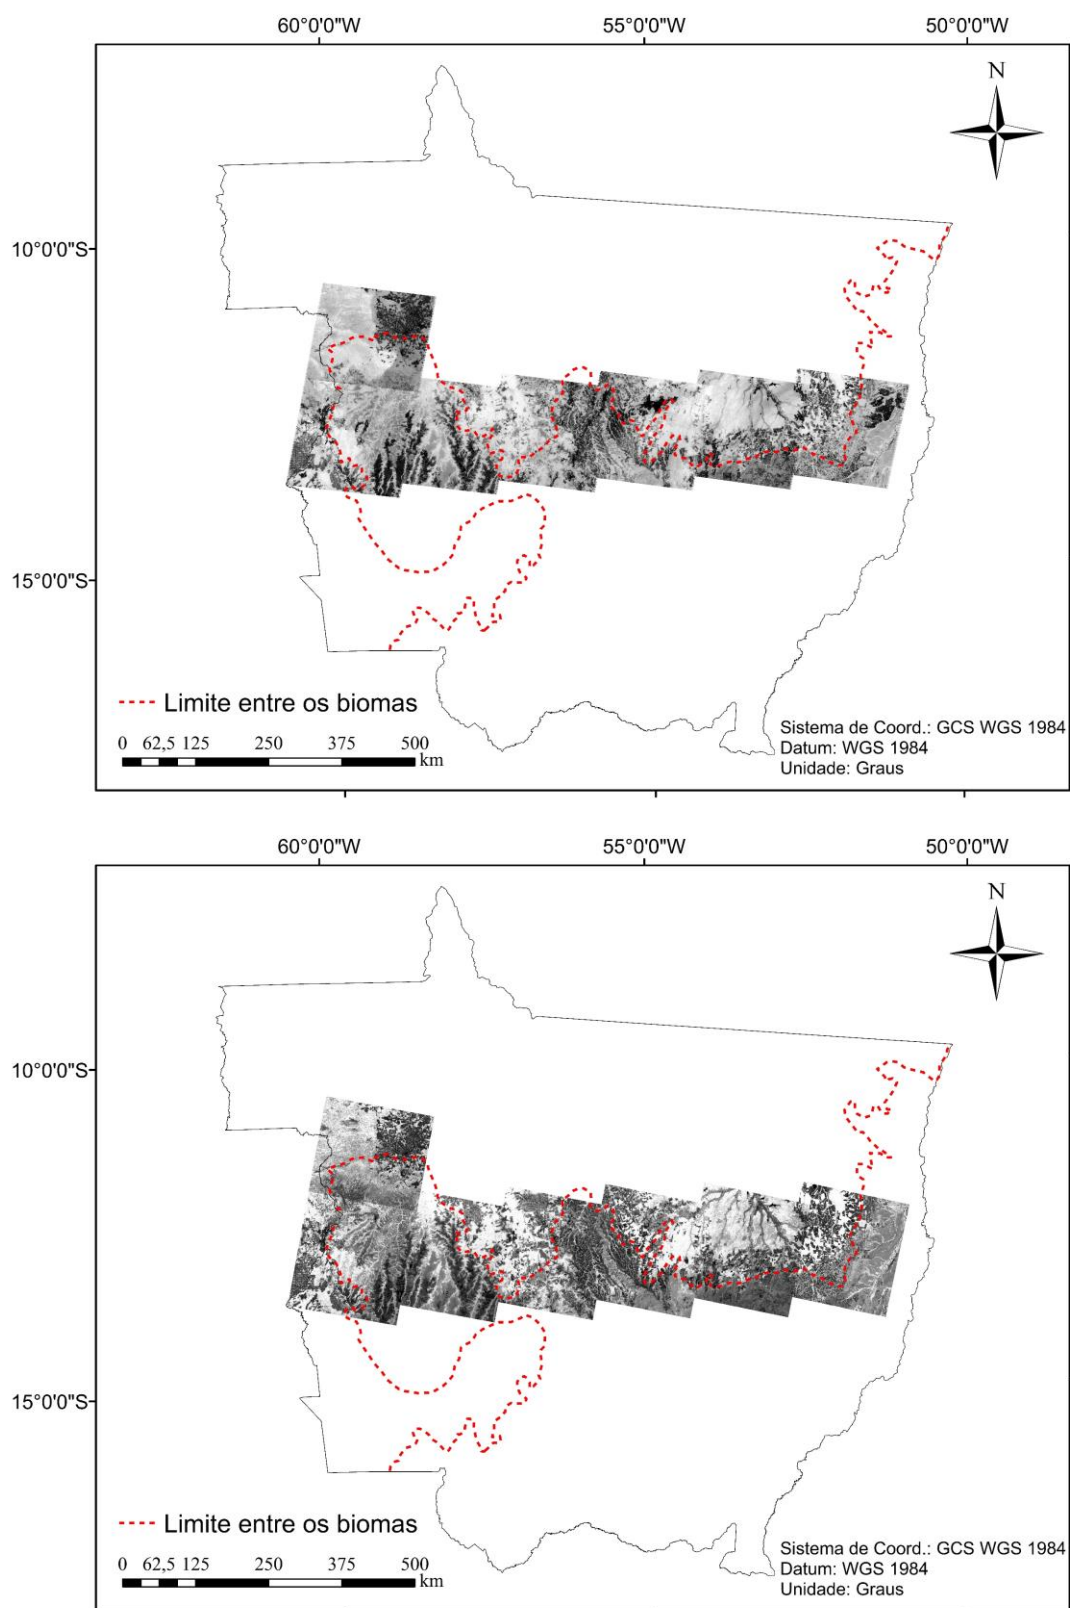 60°0'0"W 55°0'0"W 50°0'0"W
N
10°0'0"S
15°0'0"S
Limite entre os biomas
0 62,5 125 250 375 500
km
Sistema de Coord.: GCS WGS 1984
Datum: WGS 1984
Unidade: Graus
60°0'0"W 55°0'0"W 50°0'0"W
N
10°0'0"S
15°0'0"S
Limite entre os biomas
0 62,5 125 250 375 500
km
Sistema de Coord.: GCS WGS 1984
Datum: WGS 1984
Unidade: Graus